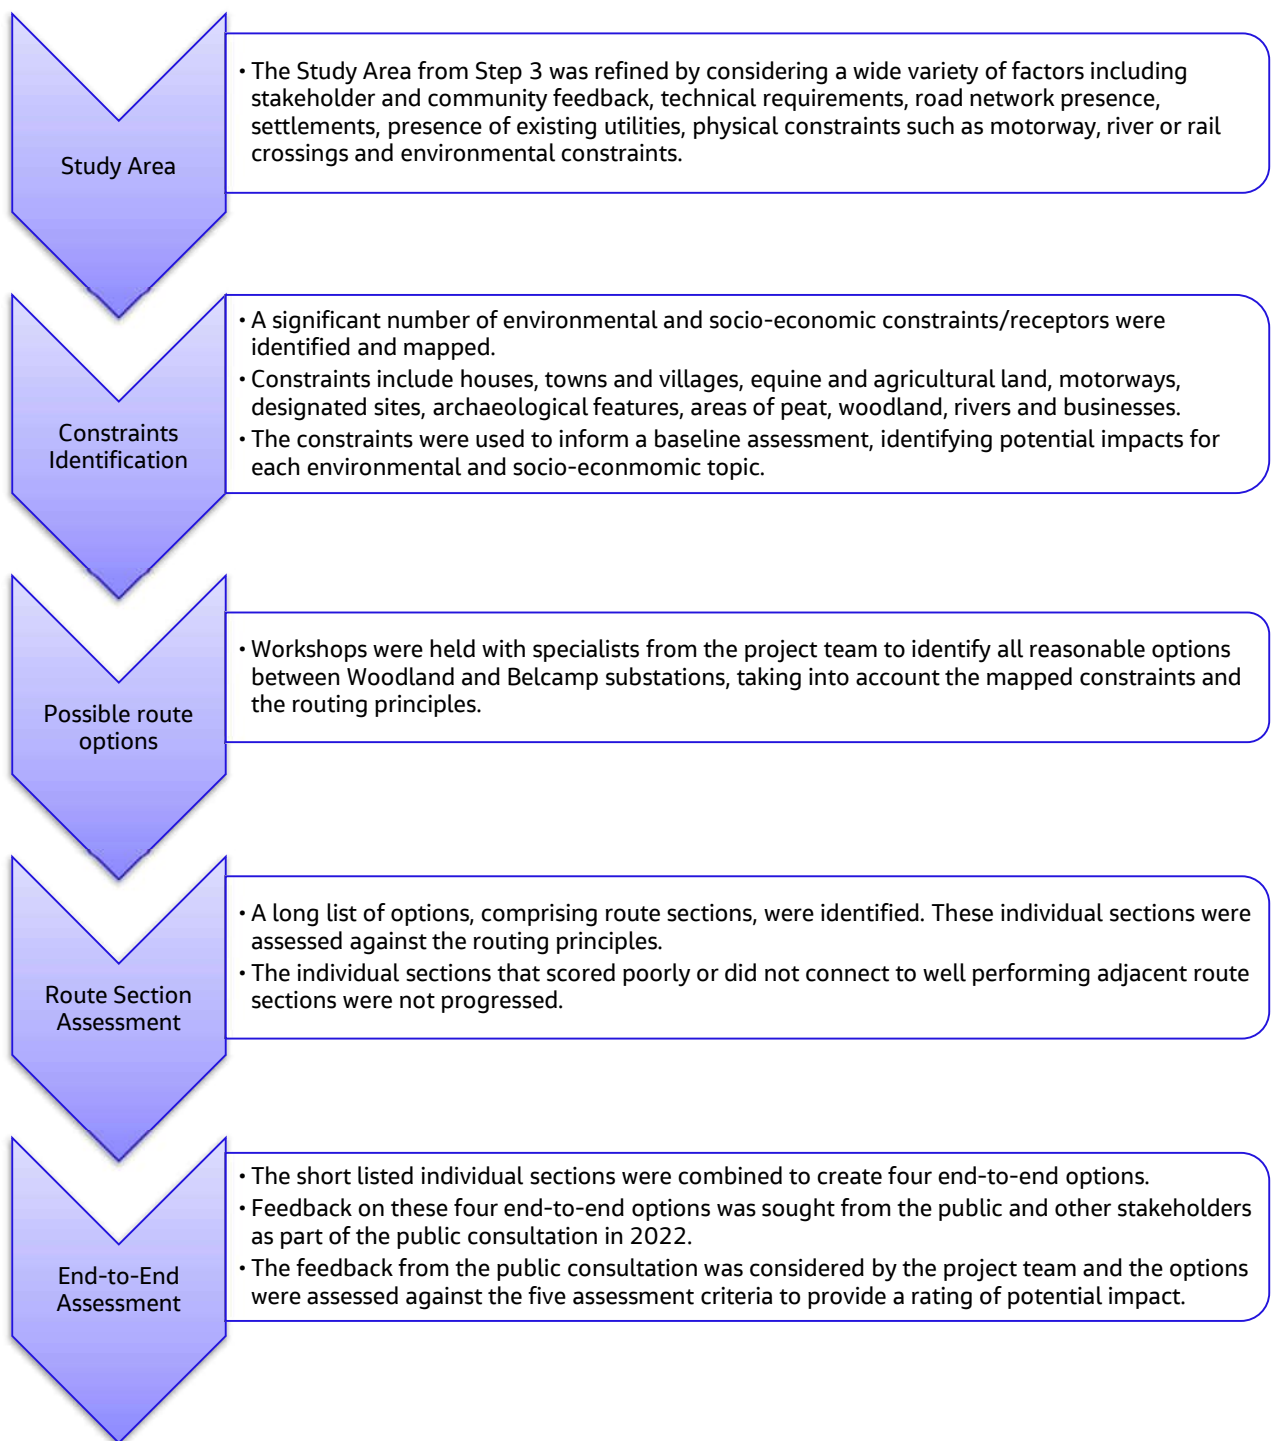 Study Area
• The Study Area from Step 3 was refined by considering a wide variety of factors including
stakeholder and community feedback, technical requirements, road network presence,
settlements, presence of existing utilities, physical constraints such as motorway, river or rail
crossings and environmental constraints.
Constraints
Identification
• A significant number of environmental and socio-economic constraints/receptors were
identified and mapped.
• Constraints include houses, towns and villages, equine and agricultural land, motorways,
designated sites, archaeological features, areas of peat, woodland, rivers and businesses.
• The constraints were used to inform a baseline assessment, identifying potential impacts for
each environmental and socio-econmomic topic.
Possible route
options
• Workshops were held with specialists from the project team to identify all reasonable options
between Woodland and Belcamp substations, taking into account the mapped constraints and
the routing principles.
Route Section
Assessment
• A long list of options, comprising route sections, were identified. These individual sections were
assessed against the routing principles.
• The individual sections that scored poorly or did not connect to well performing adjacent route
sections were not progressed.
End-to-End
Assessment
• The short listed individual sections were combined to create four end-to-end options.
• Feedback on these four end-to-end options was sought from the public and other stakeholders
as part of the public consultation in 2022.
• The feedback from the public consultation was considered by the project team and the options
were assessed against the five assessment criteria to provide a rating of potential impact.